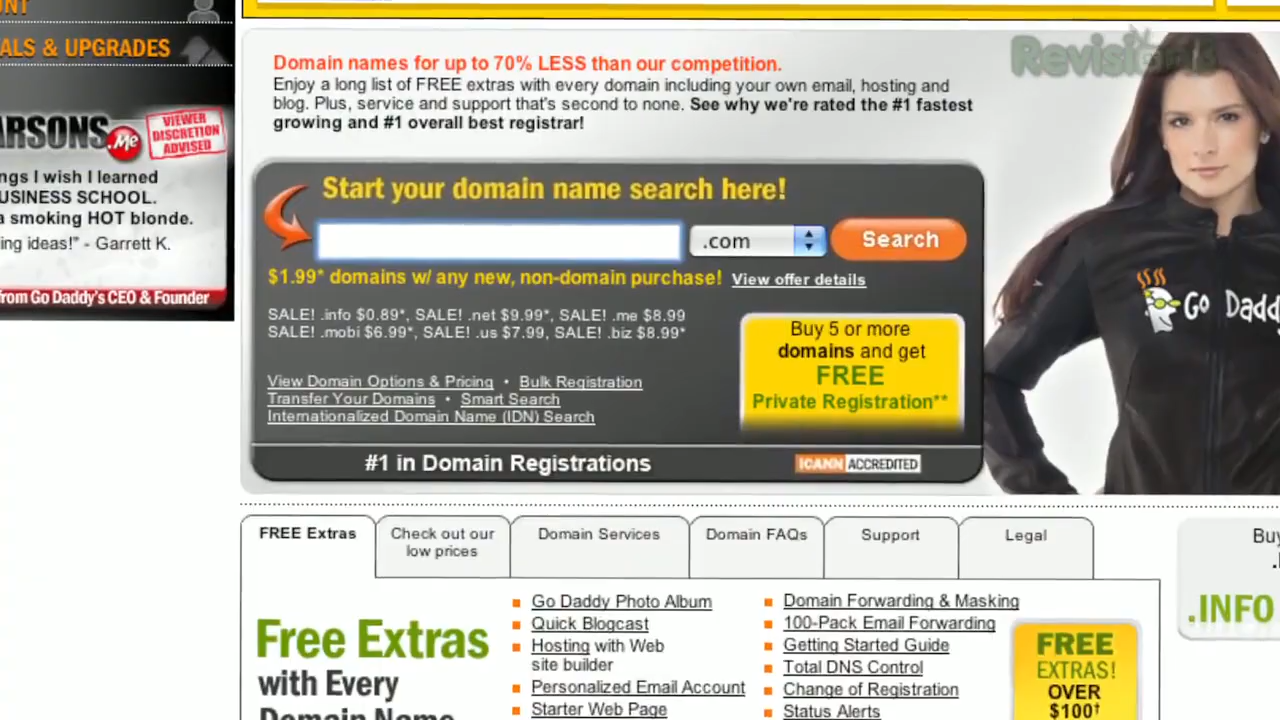 ALS & UPGRADES
ARSONS.Me
VIEWER
DISCRETION
ADVISED
ngs I wish I learned
USINESS SCHOOL.
a smoking HOT blonde.
ing ideas!" - Garrett K.
from Go Daddy's CEO & Founder
Revision3
Domain names for up to 70% LESS than our competition.
Enjoy a long list of FREE extras with every domain including your own email, hosting and
blog. Plus, service and support that's second to none. See why we're rated the #1 fastest
growing and #1 overall best registrar!
Start your domain name search here!
.com
Search
$1.99* domains w/ any new, non-domain purchase! View offer details
SALE! .info $0.89*, SALE! .net $9.99*, SALE! .me $8.99
SALE! .mobi $6.99*, SALE! .us $7.99, SALE! .biz $8.99*
Buy 5 or more
domains and get
FREE
Private Registration**
View Domain Options & Pricing • Bulk Registration
Transfer Your Domains • Smart Search
Internationalized Domain Name (IDN) Search
#1 in Domain Registrations
ICANN ACCREDITED
Go Dadd
FREE Extras
Check out our
low prices
Domain Services
Domain FAQs
Support
Legal
Free Extras
with Every
Domain Name
Go Daddy Photo Album
Quick Blogcast
Hosting with Web
site builder
Personalized Email Account
Starter Web Page
Domain Forwarding & Masking
100-Pack Email Forwarding
Getting Started Guide
Total DNS Control
Change of Registration
Status Alerts
FREE
EXTRAS!
OVER
$100†
Buy
.INFO